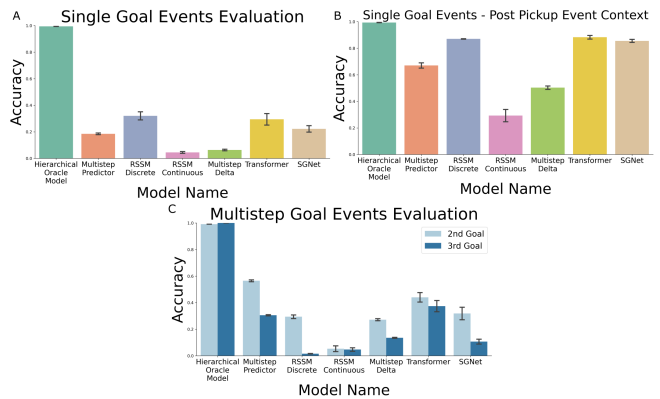 A
Single Goal Events Evaluation
Accuracy
1.0
0.8
0.6
0.4
0.2
0.0
Hierarchical
Oracle
Model
Multistep
Predictor
RSSM
Discrete
RSSM
Continuous
Multistep
Delta
Transformer
SGNet
Model Name
B
Single Goal Events - Post Pickup Event Context
Accuracy
1.0
0.8
0.6
0.4
0.2
0.0
Hierarchical
Oracle
Model
Multistep
Predictor
RSSM
Discrete
RSSM
Continuous
Multistep
Delta
Transformer
SGNet
Model Name
C
Multistep Goal Events Evaluation
2nd Goal
3rd Goal
Accuracy
1.0
0.8
0.6
0.4
0.2
0.0
Hierarchical
Oracle
Model
Multistep
Predictor
RSSM
Discrete
RSSM
Continuous
Multistep
Delta
Transformer
SGNet
Model Name